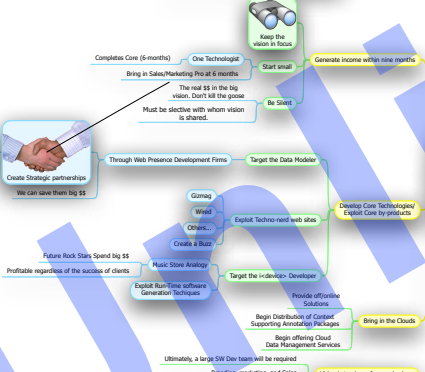 Keep the
vision in focus
Completes Core (6-months)
One Technologist
Generate income within nine months
Start small
Bring in Sales/Marketing Pro at 6 months
The real $$ in the big
vision. Don't kill the goose
Be Silent
Must be slective with whom vision
is shared.
Through Web Presence Development Firms
Target the Data Modeler
Create Strategic partnerships
We can save them big $$
Gizmag
Wired
Others...
Create a Buzz
Exploit Techno-nerd web sites
Develop Core Technologies/
Exploit Core by-products
Future Rock Stars Spend big $$
Music Store Analogy
Profitable regardless of the success of clients
Target the i<device> Developer
Exploit Run-Time software
Generation Techiques
Provide off/online
Solutions
Begin Distribution of Context
Supporting Annotation Packages
Bring in the Clouds
Begin offering Cloud
Data Management Services
Ultimately, a large SW Dev team will be required